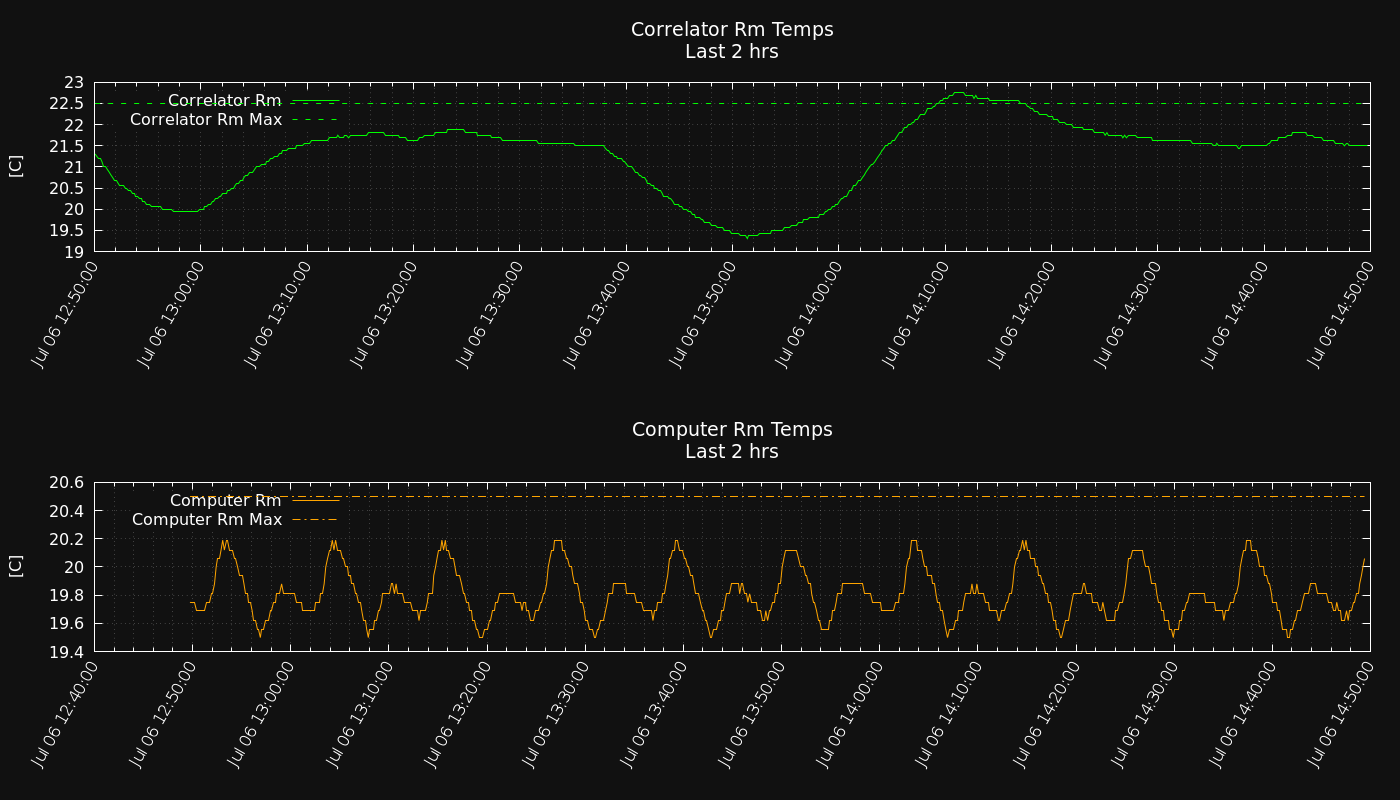 Correlator Rm Temps
Last 2 hrs
23
22.5
22
21.5
21
20.5
20
19.5
19
[C]
Correlator Rm
Correlator Rm Max
Jul 06 12:50:00
Jul 06 13:00:00
Jul 06 13:10:00
Jul 06 13:20:00
Jul 06 13:30:00
Jul 06 13:40:00
Jul 06 13:50:00
Jul 06 14:00:00
Jul 06 14:10:00
Jul 06 14:20:00
Jul 06 14:30:00
Jul 06 14:40:00
Jul 06 14:50:00
Computer Rm Temps
Last 2 hrs
20.6
20.4
20.2
20
19.8
19.6
19.4
[C]
Computer Rm
Computer Rm Max
Jul 06 12:40:00
Jul 06 12:50:00
Jul 06 13:00:00
Jul 06 13:10:00
Jul 06 13:20:00
Jul 06 13:30:00
Jul 06 13:40:00
Jul 06 13:50:00
Jul 06 14:00:00
Jul 06 14:10:00
Jul 06 14:20:00
Jul 06 14:30:00
Jul 06 14:40:00
Jul 06 14:50:00